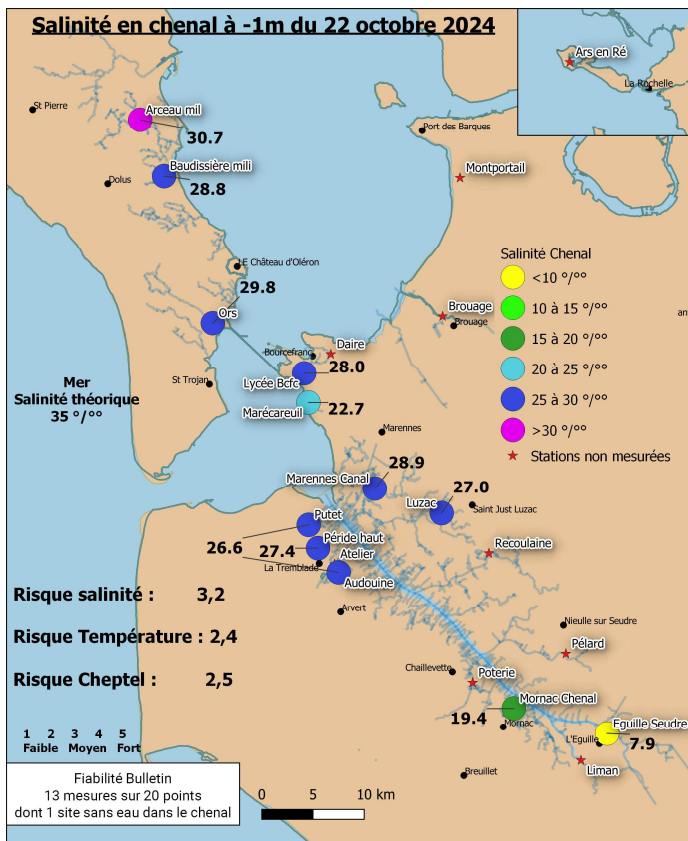 Salinité en chenal à -1m du 22 octobre 2024
Ars en Ré
La Rochelle
St Pierre
Arceau mil
30.7
Port des Barques
Baudissière mili
28.8
Dolus
Montportail
LE Château d'Oléron
29.8
Ors
Salinité Chenal
<10 °/°°
10 à 15 °/°°
15 à 20 °/°°
20 à 25 °/°°
25 à 30 °/°°
>30 °/°°
Stations non mesurées
Brouage
Brouage
an
Daire
Bourcefranc
28.0
Lycée Bcfc
Mer
Salinité théorique
35 °/°°
St Trojan
22.7
Marécareuil
Marennes
28.9
Marennes Canal
27.0
Luzac
Saint Just Luzac
Putet
26.6
27.4
Péride haut
Atelier
Recoulaine
La Tremblade
Audouine
Arvert
Risque salinité : 3,2
Risque Température : 2,4
Risque Cheptel : 2,5
Nieulle sur Seudre
Pélard
Chaillevette
Poterie
Mornac Chenal
19.4
Mornac
Eguille Seudre
L'Eguille
7.9
Liman
Breuillet
1 2 3 4 5
Faible Moyen Fort
Fiabilité Bulletin
13 mesures sur 20 points
dont 1 site sans eau dans le chenal
0 5 10 km